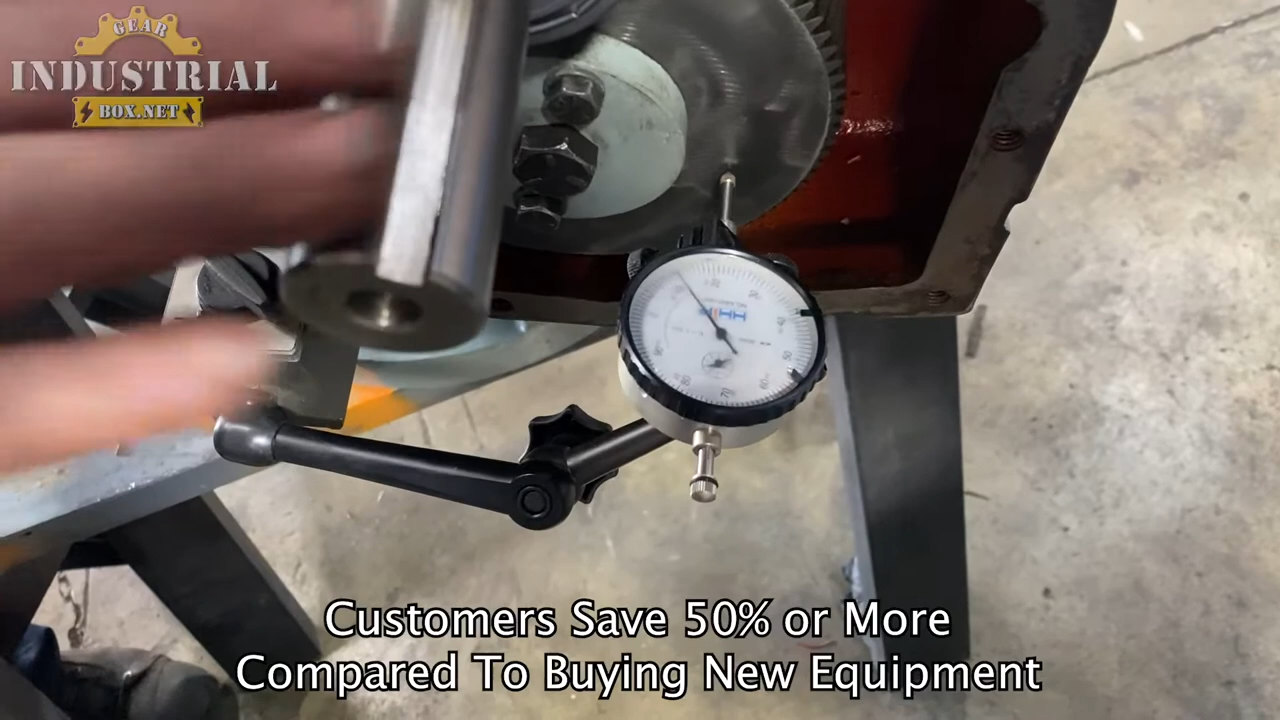 GEAR
INDUSTRIAL
BOX.NET
Customers Save 50% or More
Compared To Buying New Equipment